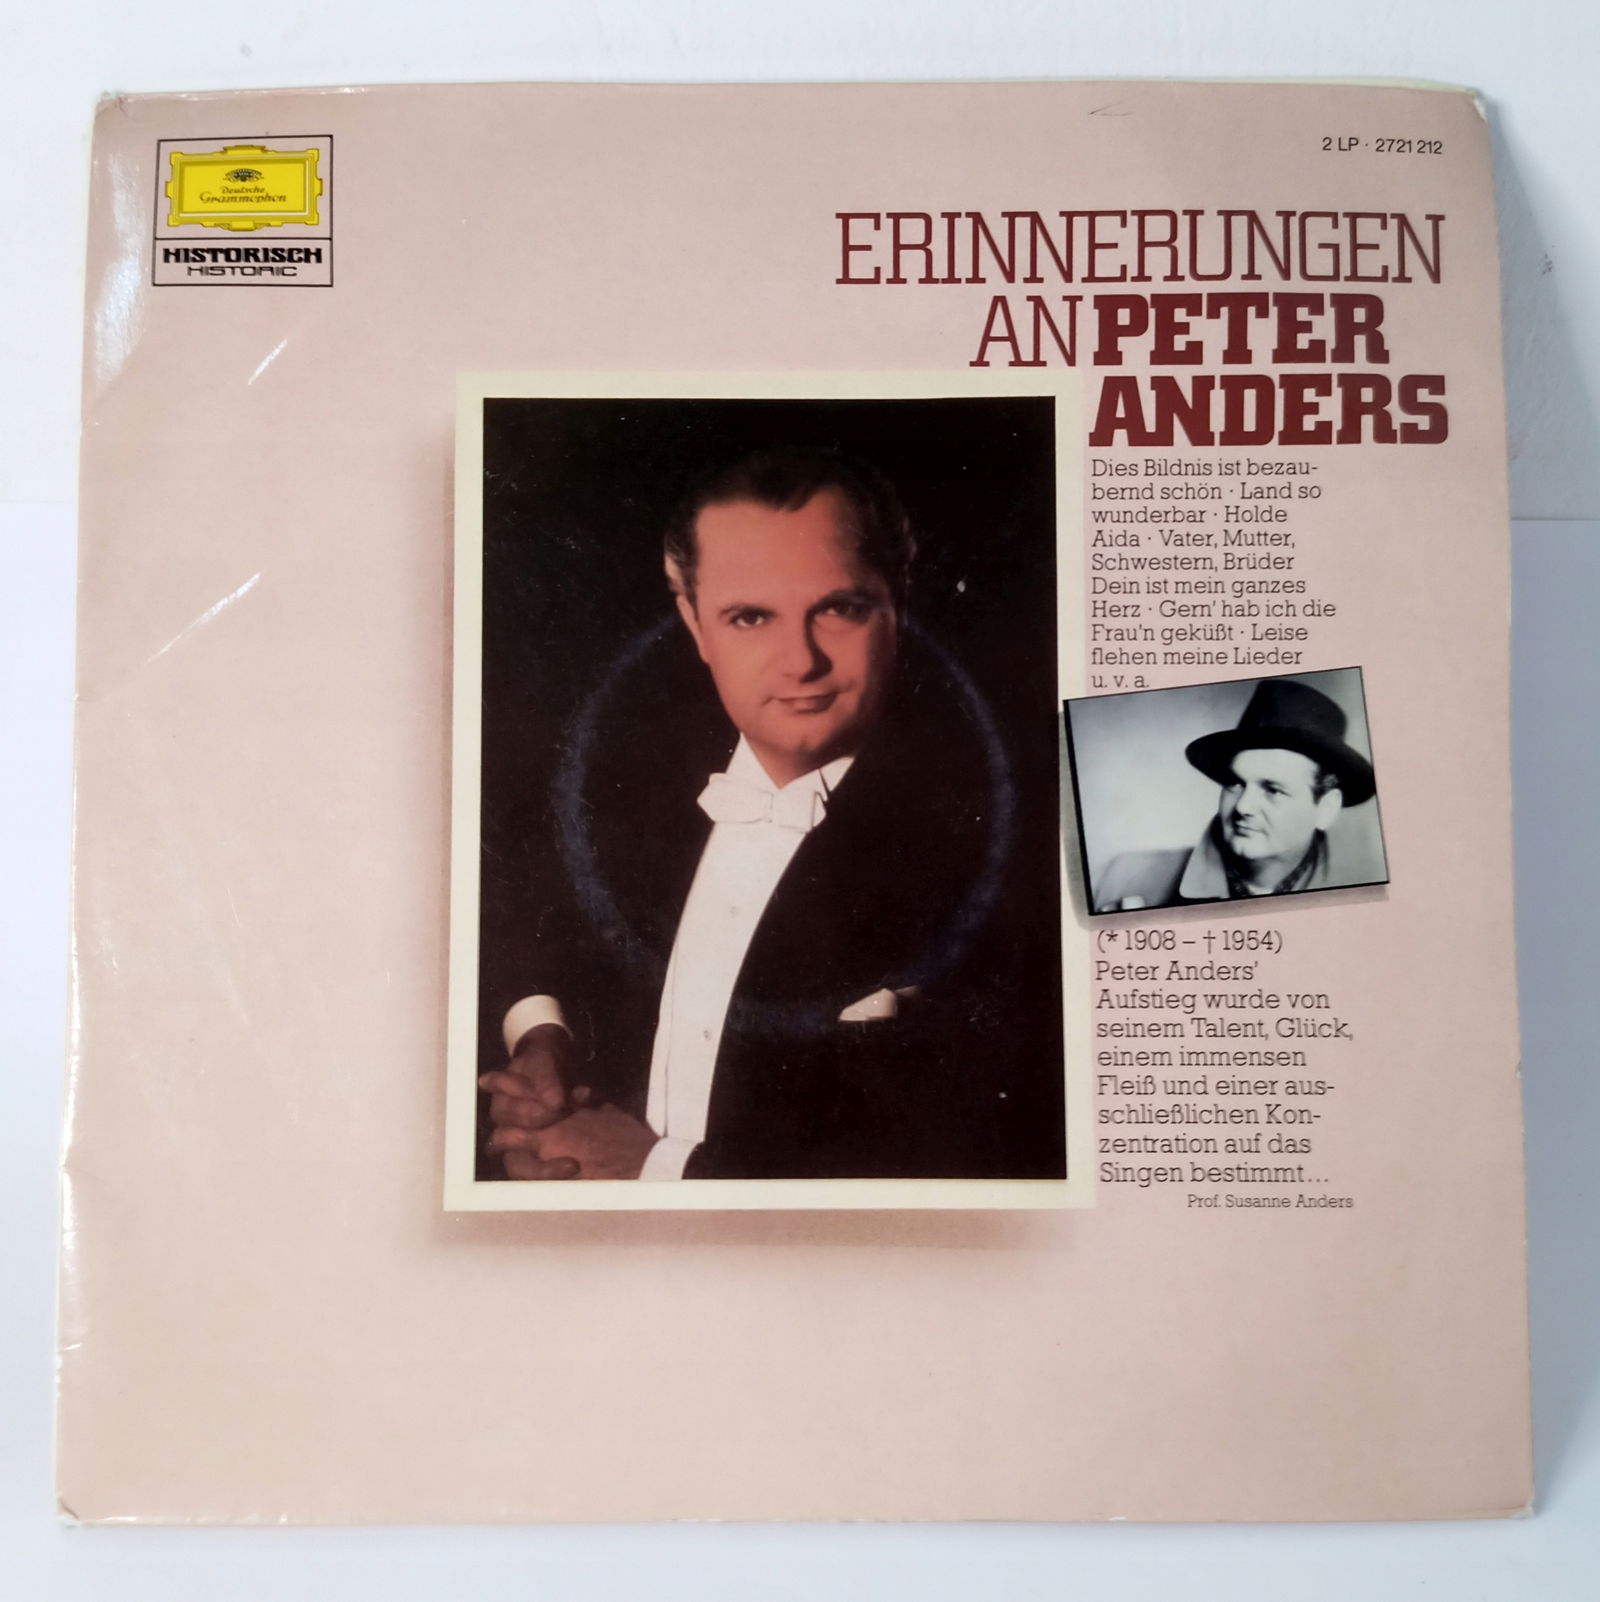 Deutsche
Grammophon
HISTORISCH
HISTORIC
2 LP · 2721 212
ERINNERUNGEN
AN PETER
ANDERS
Dies Bildnis ist bezau-
bernd schön · Land so
wunderbar · Holde
Aida · Vater, Mutter,
Schwestern, Brüder
Dein ist mein ganzes
Herz · Gern' hab ich die
Frau'n geküßt · Leise
flehen meine Lieder
u. v. a.
(* 1908 – † 1954)
Peter Anders'
Aufstieg wurde von
seinem Talent, Glück,
einem immensen
Fleiß und einer aus-
schließlichen Kon-
zentration auf das
Singen bestimmt...
Prof. Susanne Anders